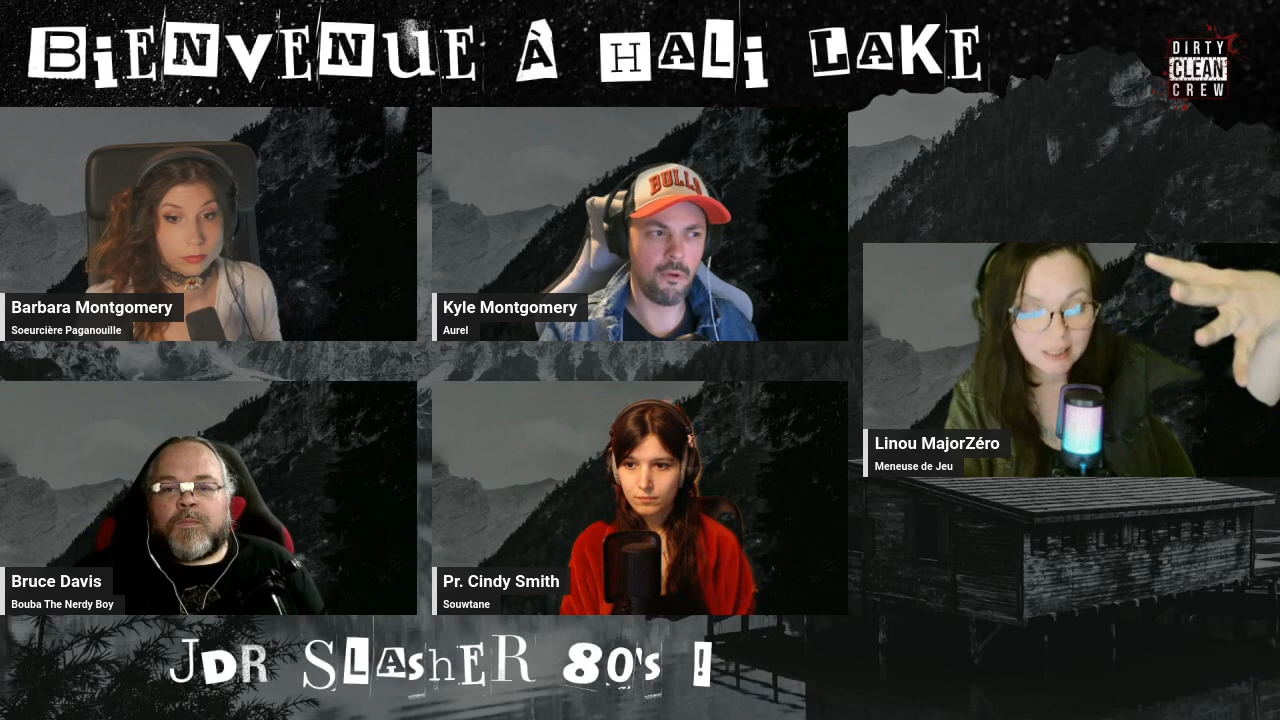 BiENVENUE À HALi LAKE
DIRTY
CLEAN
CREW
BULLS
Barbara Montgomery
Soeurcière Paganouille
Kyle Montgomery
Aurel
Linou MajorZéro
Meneuse de Jeu
Bruce Davis
Bouba The Nerdy Boy
Pr. Cindy Smith
Souwtane
JDR SLAshER 80's !